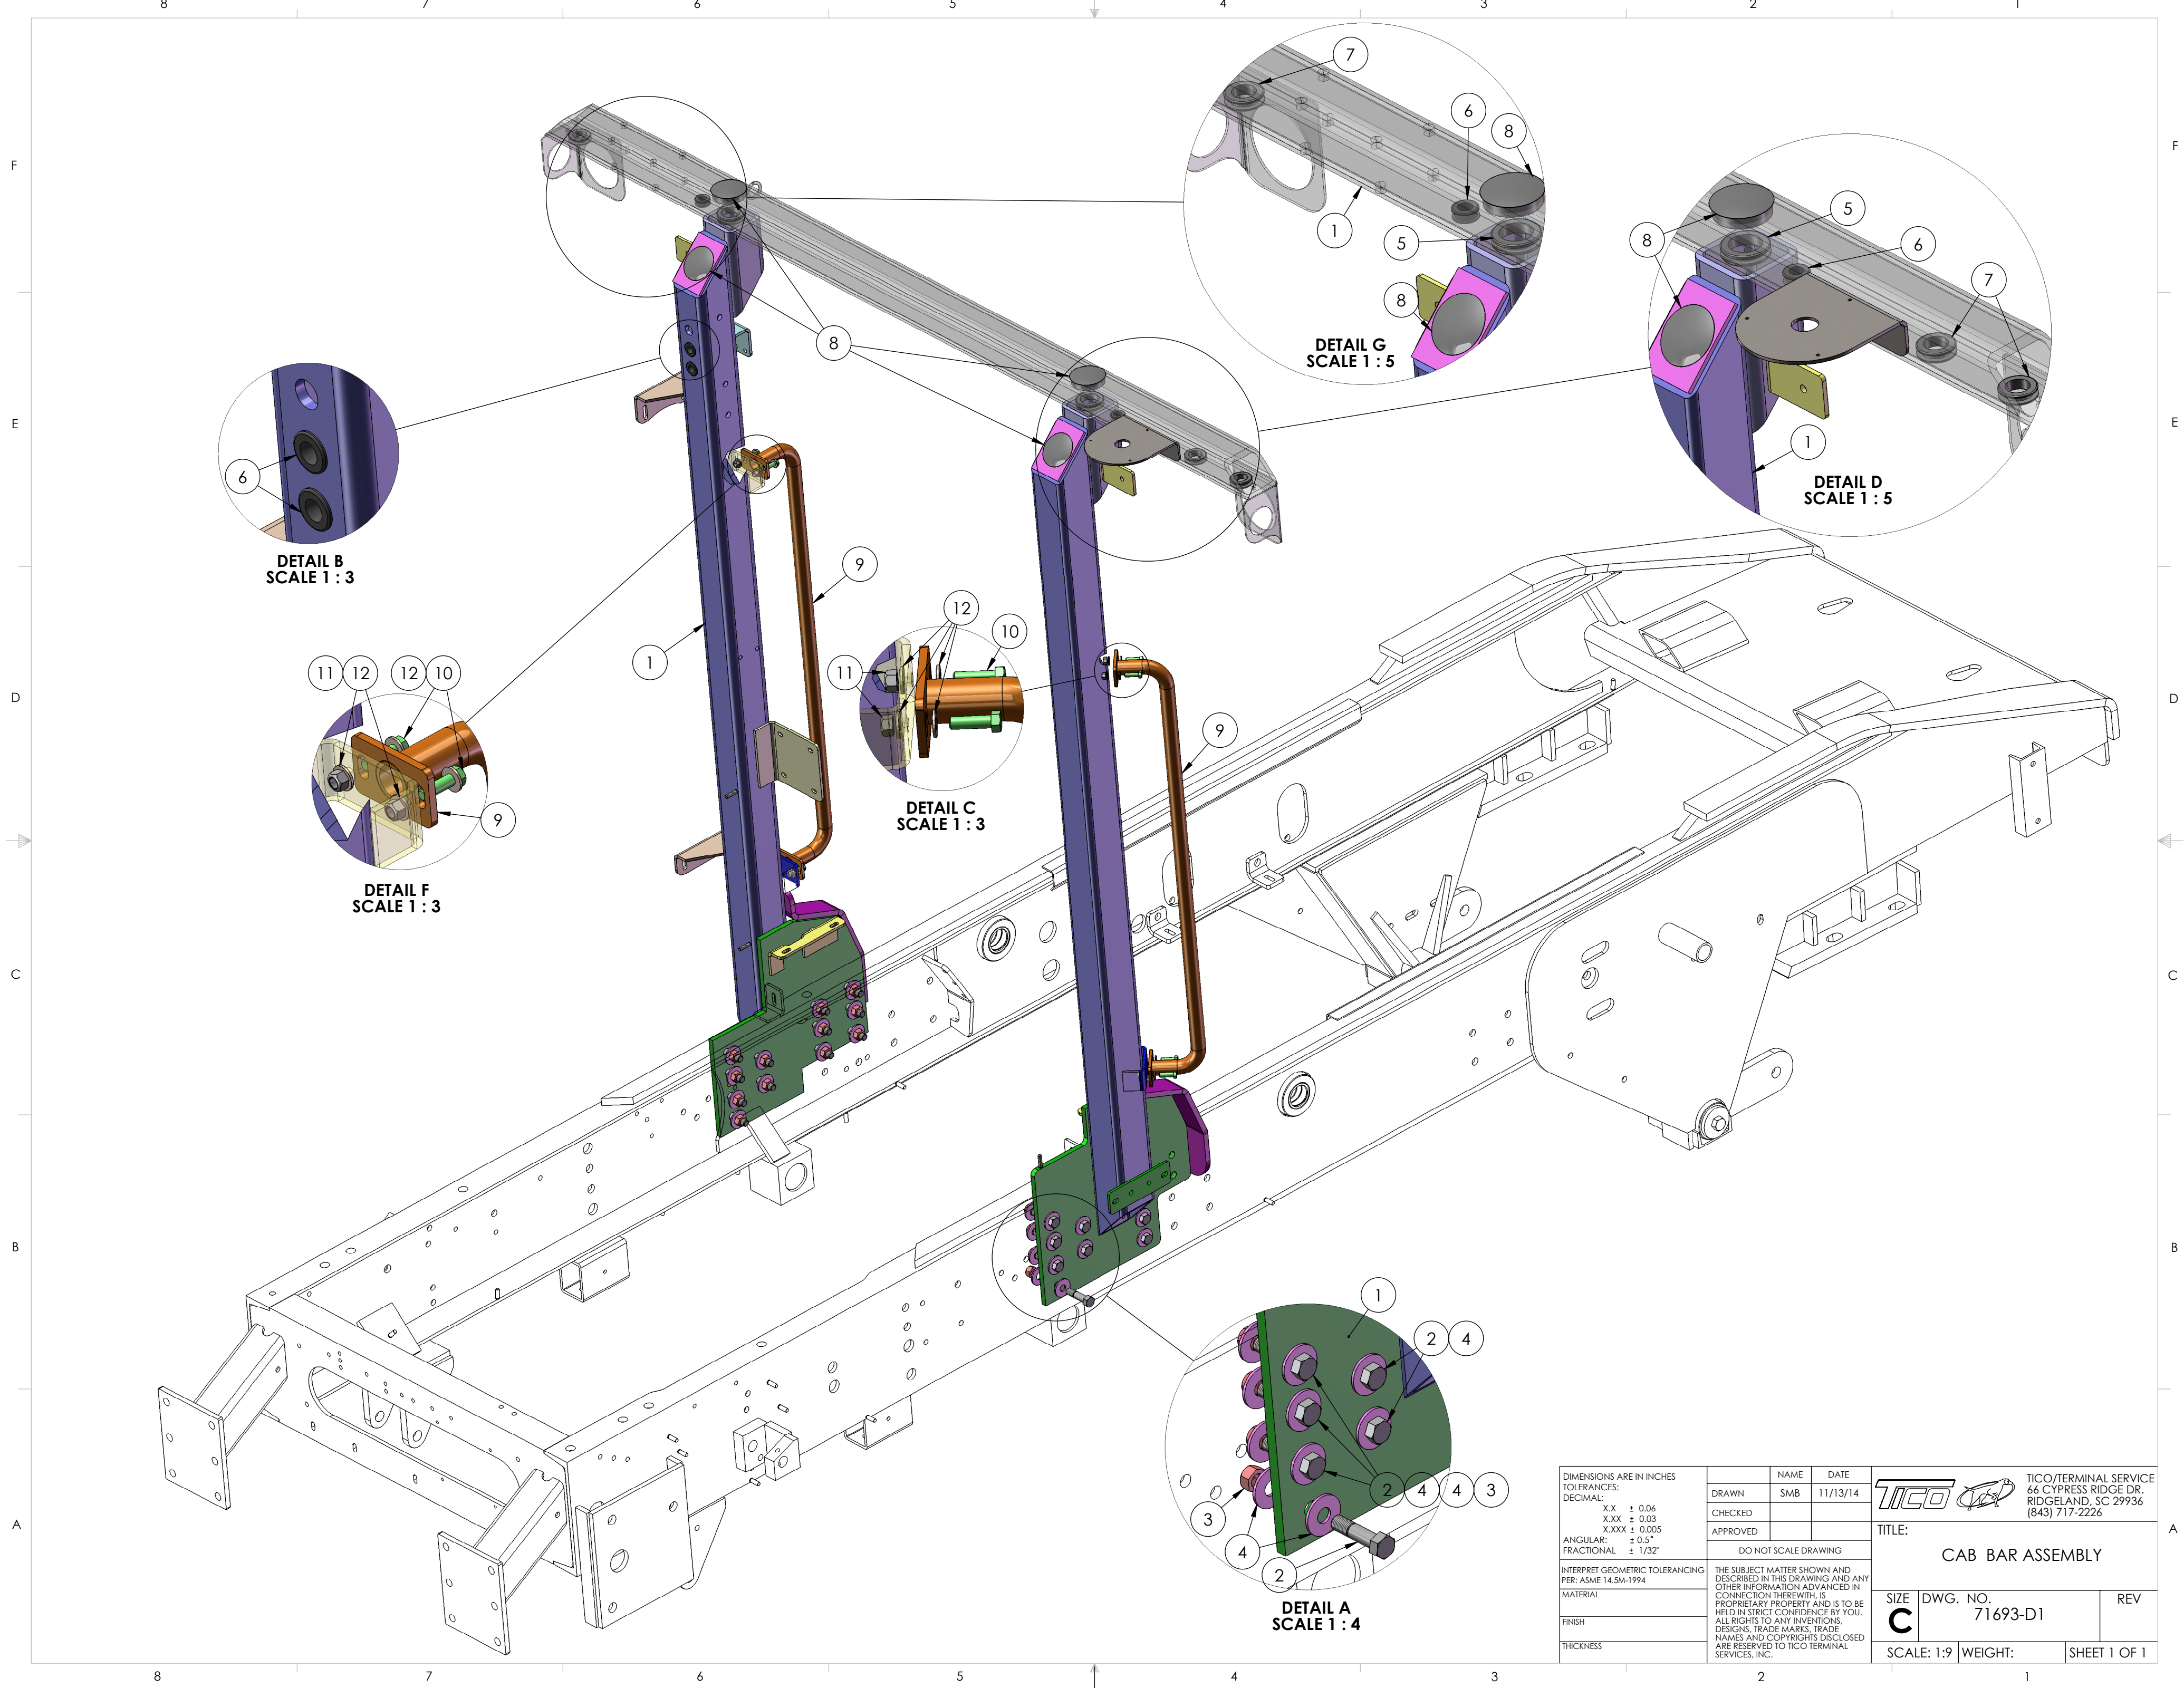 8 7 6 5 4 3 2 1
F
E
D
C
B
A
F
E
D
C
B
A
7
6
8
1
5
8
DETAIL G
SCALE 1 : 5
5
8
6
7
1
DETAIL D
SCALE 1 : 5
8
6
DETAIL B
SCALE 1 : 3
9
1
12
10
11
DETAIL C
SCALE 1 : 3
9
11 12 12 10
9
DETAIL F
SCALE 1 : 3
1
2 4
2 4 4 3
3
4
2
DETAIL A
SCALE 1 : 4
DIMENSIONS ARE IN INCHES
TOLERANCES:
DECIMAL:
X.X ± 0.06
X.XX ± 0.03
X.XXX ± 0.005
ANGULAR: ± 0.5°
FRACTIONAL ± 1/32"
INTERPRET GEOMETRIC TOLERANCING
PER: ASME 14.5M-1994
MATERIAL
FINISH
THICKNESS
NAME DATE
DRAWN SMB 11/13/14
CHECKED
APPROVED
DO NOT SCALE DRAWING
THE SUBJECT MATTER SHOWN AND
DESCRIBED IN THIS DRAWING AND ANY
OTHER INFORMATION ADVANCED IN
CONNECTION THEREWITH, IS
PROPRIETARY PROPERTY AND IS TO BE
HELD IN STRICT CONFIDENCE BY YOU.
ALL RIGHTS TO ANY INVENTIONS,
DESIGNS, TRADE MARKS, TRADE
NAMES AND COPYRIGHTS DISCLOSED
ARE RESERVED TO TICO TERMINAL
SERVICES, INC.
TICO
TICO/TERMINAL SERVICE
66 CYPRESS RIDGE DR.
RIDGELAND, SC 29936
(843) 717-2226
TITLE:
CAB BAR ASSEMBLY
SIZE
C
DWG. NO.
71693-D1
REV
SCALE: 1:9
WEIGHT:
SHEET 1 OF 1
8 7 6 5 4 3 2 1